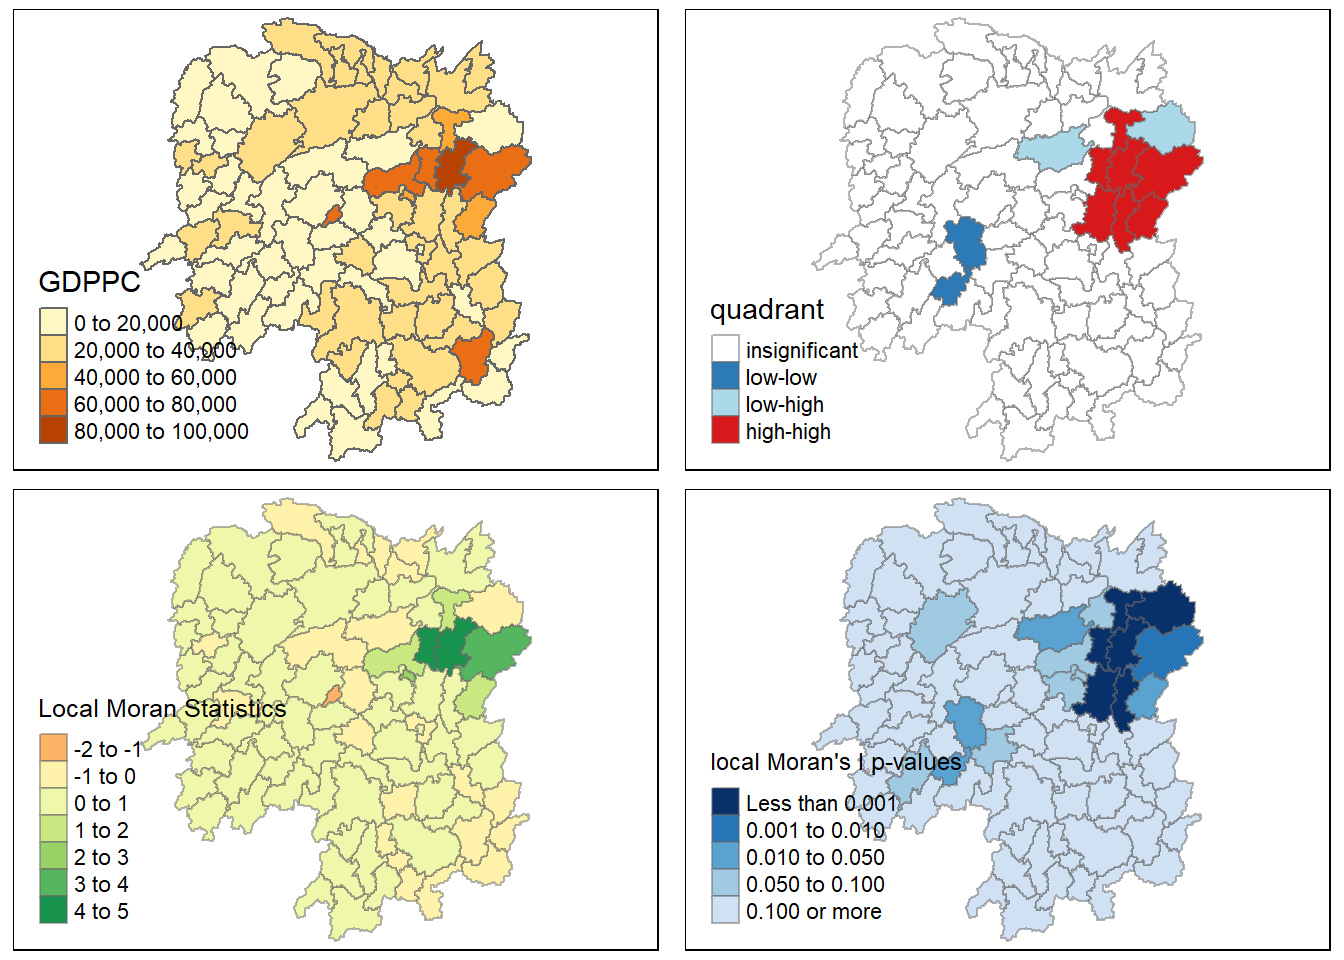 GDPPC
0 to 20,000
20,000 to 40,000
40,000 to 60,000
60,000 to 80,000
80,000 to 100,000
quadrant
insignificant
low-low
low-high
high-high
Local Moran Statistics
-2 to -1
-1 to 0
0 to 1
1 to 2
2 to 3
3 to 4
4 to 5
local Moran's I p-values
Less than 0.001
0.001 to 0.010
0.010 to 0.050
0.050 to 0.100
0.100 or more